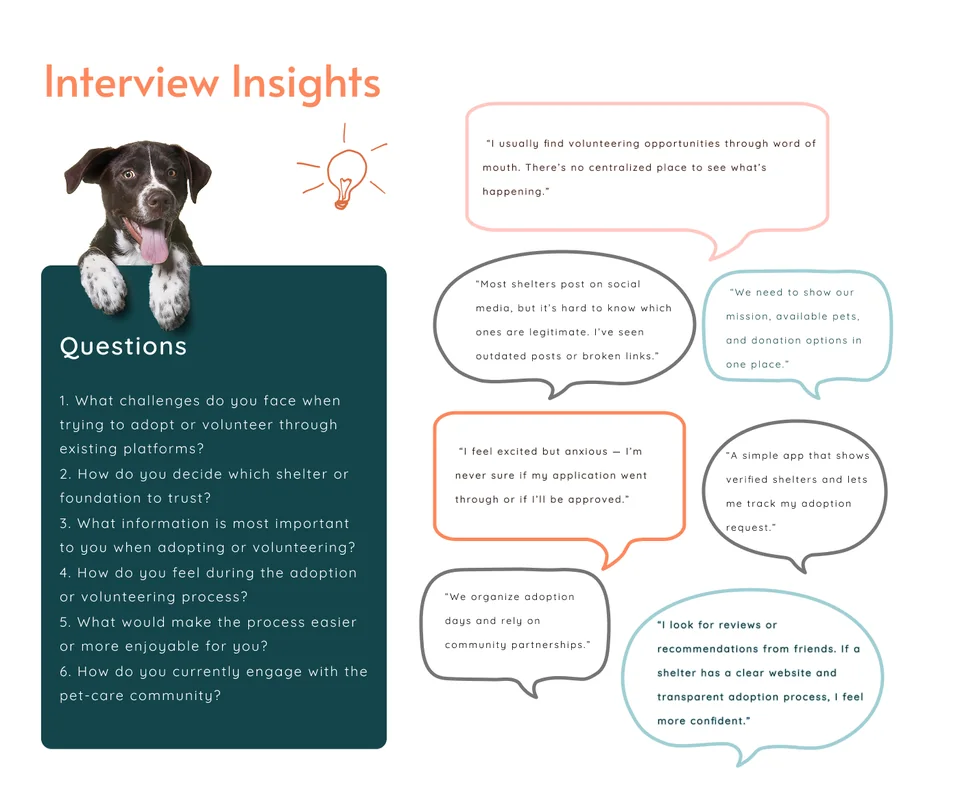 Interview Insights
Questions
1. What challenges do you face when
trying to adopt or volunteer through
existing platforms?
2. How do you decide which shelter or
foundation to trust?
3. What information is most important
to you when adopting or volunteering?
4. How do you feel during the adoption
or volunteering process?
5. What would make the process easier
or more enjoyable for you?
6. How do you currently engage with the
pet-care community?
“I usually find volunteering opportunities through word of
mouth. There’s no centralized place to see what’s
happening.”
“Most shelters post on social
media, but it’s hard to know which
ones are legitimate. I’ve seen
outdated posts or broken links.”
“We need to show our
mission, available pets,
and donation options in
one place.”
“I feel excited but anxious — I’m
never sure if my application went
through or if I’ll be approved.”
“A simple app that shows
verified shelters and lets
me track my adoption
request.”
“We organize adoption
days and rely on
community partnerships.”
“I look for reviews or
recommendations from friends. If a
shelter has a clear website and
transparent adoption process, I feel
more confident.”